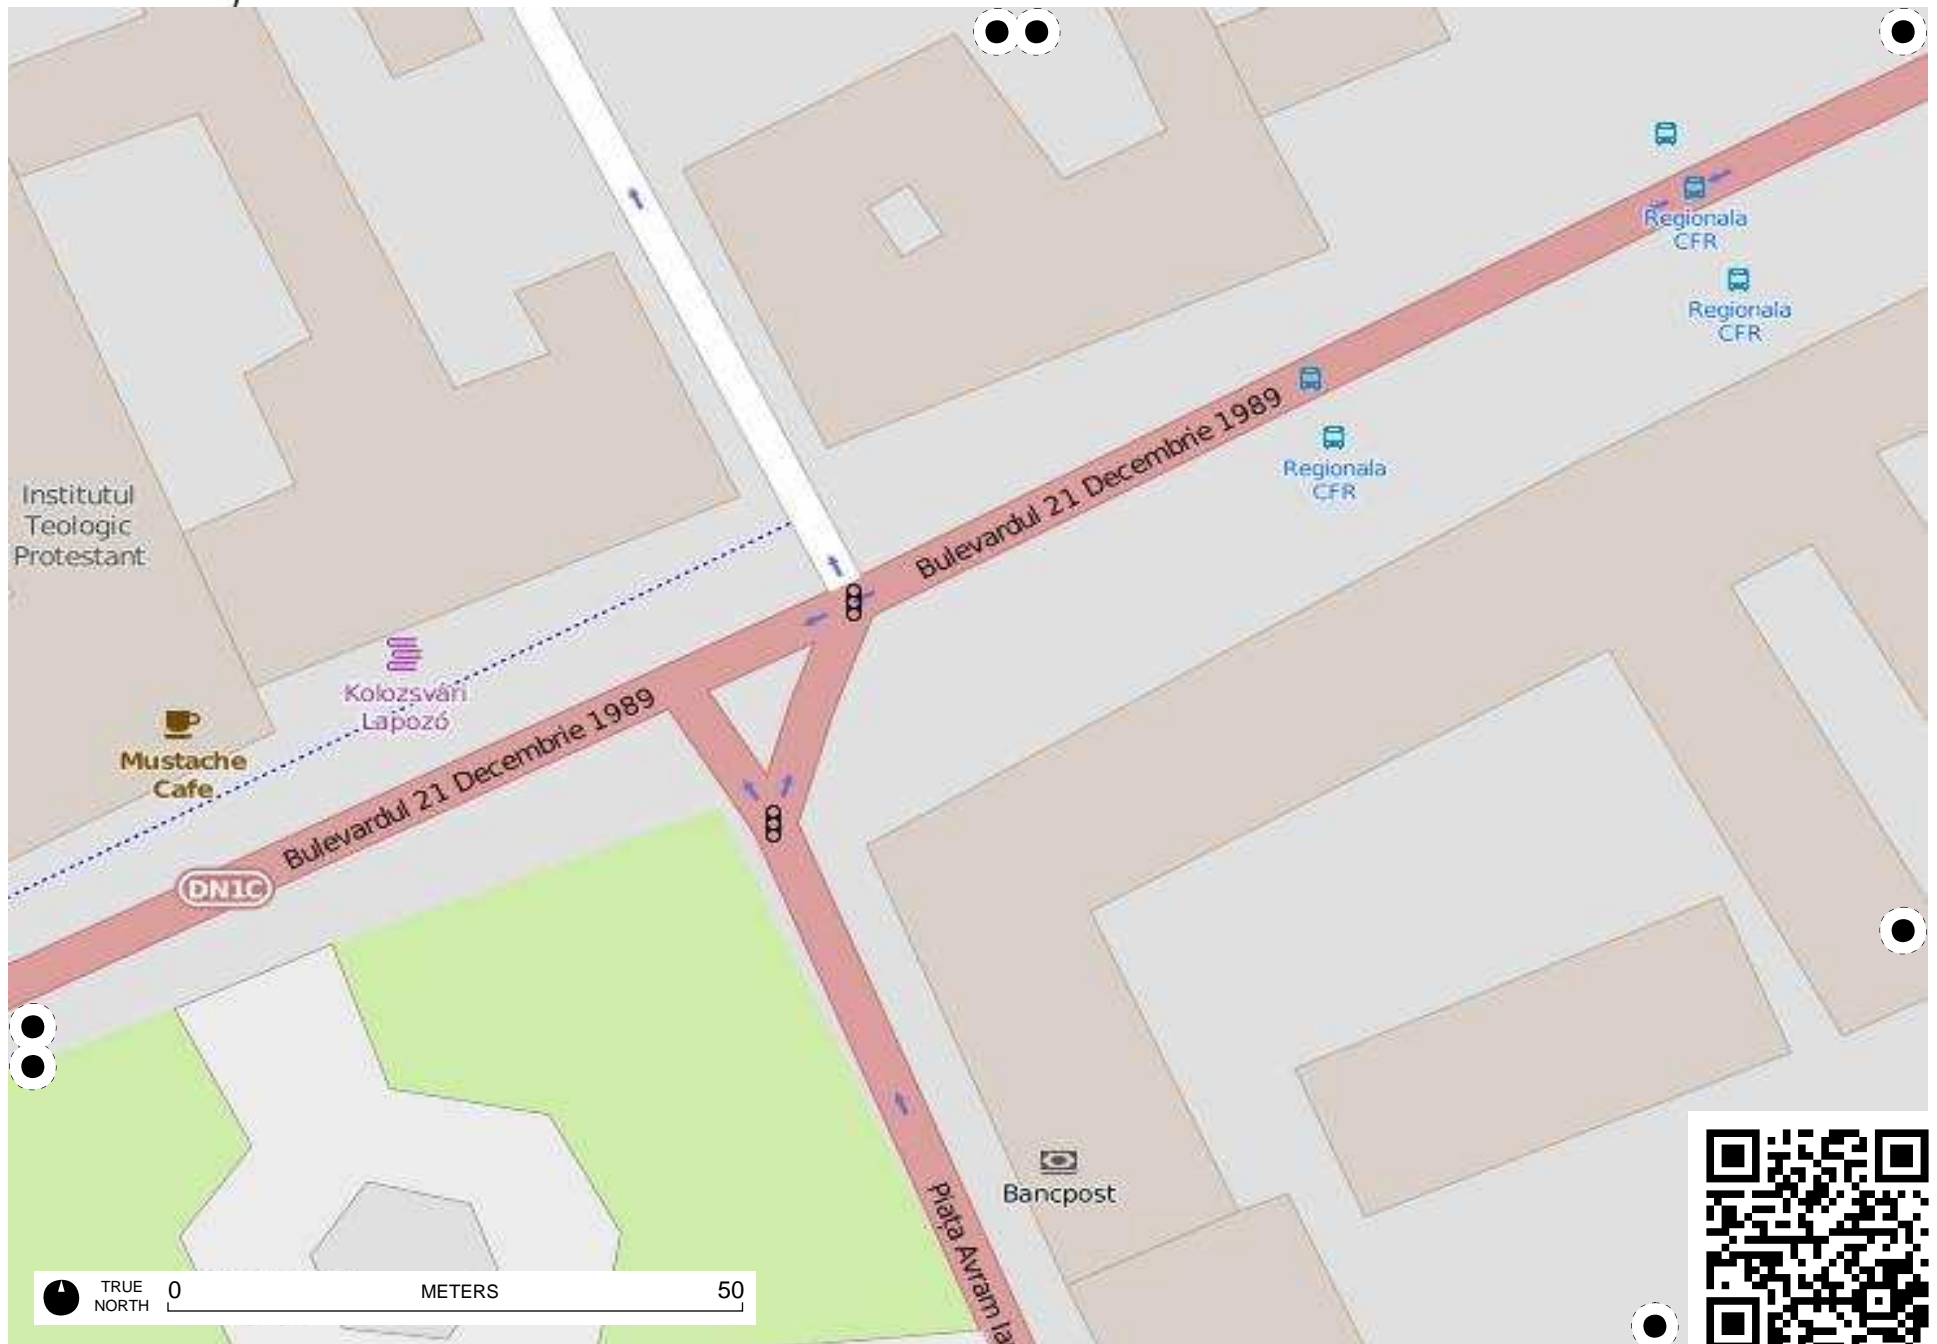 Regionala
CFR
Regionala
CFR
Bulevardul 21 Decembrie 1989
Regionala
CFR
Institutul
Teologic
Protestant
Kolozsvári
Lapozó
Mustache
Cafe
Bulevardul 21 Decembrie 1989
DN1C
Bancpost
Piața Avram Ia
TRUE
NORTH
0
METERS
50